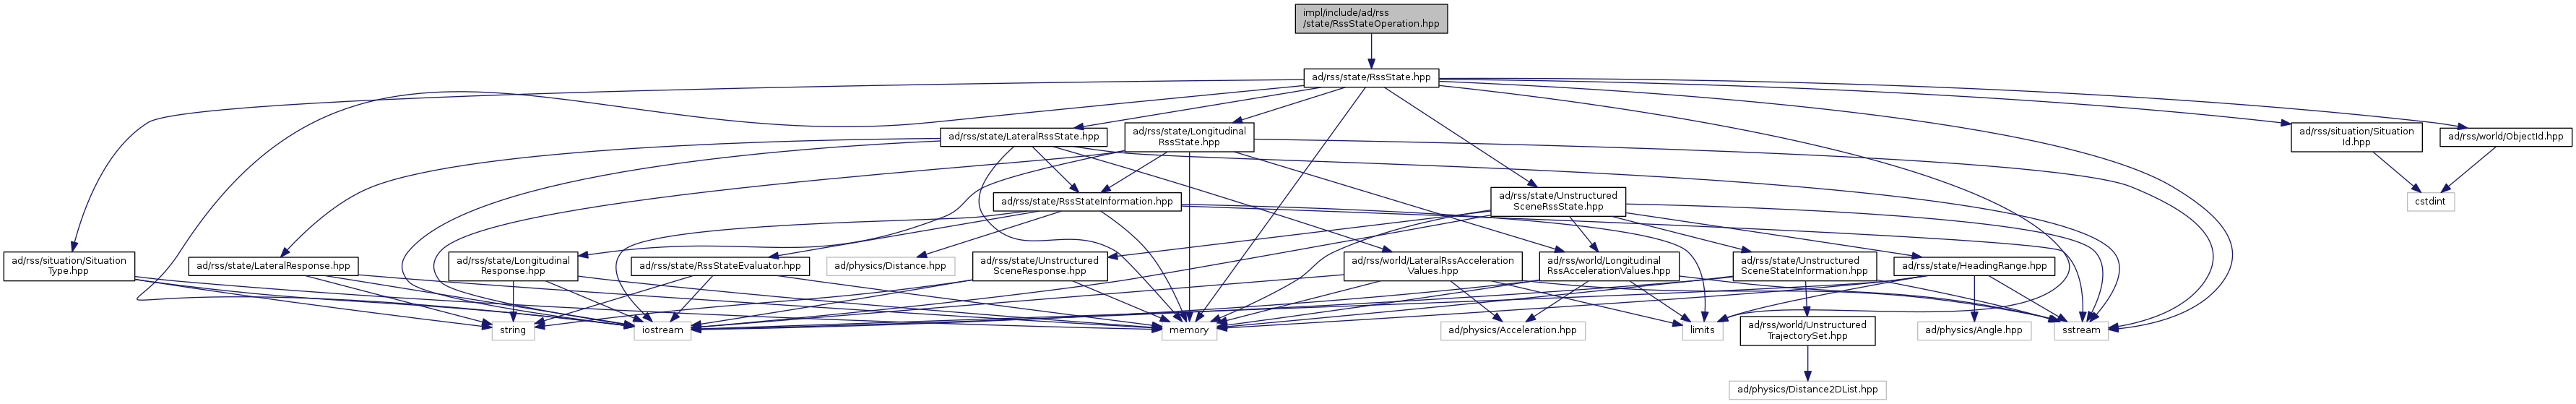 impl/include/ad/rss
/state/RssStateOperation.hpp
ad/rss/state/RssState.hpp
ad/rss/state/LateralRssState.hpp
ad/rss/state/Longitudinal
RssState.hpp
ad/rss/situation/Situation
Id.hpp
ad/rss/world/ObjectId.hpp
ad/rss/state/RssStateInformation.hpp
ad/rss/state/Unstructured
SceneRssState.hpp
cstdint
ad/rss/situation/Situation
Type.hpp
ad/rss/state/LateralResponse.hpp
ad/rss/state/Longitudinal
Response.hpp
ad/rss/state/RssStateEvaluator.hpp
ad/physics/Distance.hpp
ad/rss/state/Unstructured
SceneResponse.hpp
ad/rss/world/LateralRssAcceleration
Values.hpp
ad/rss/world/Longitudinal
RssAccelerationValues.hpp
ad/rss/state/Unstructured
SceneStateInformation.hpp
ad/rss/state/HeadingRange.hpp
string
iostream
memory
ad/physics/Acceleration.hpp
limits
ad/rss/world/Unstructured
TrajectorySet.hpp
ad/physics/Angle.hpp
sstream
ad/physics/Distance2DList.hpp